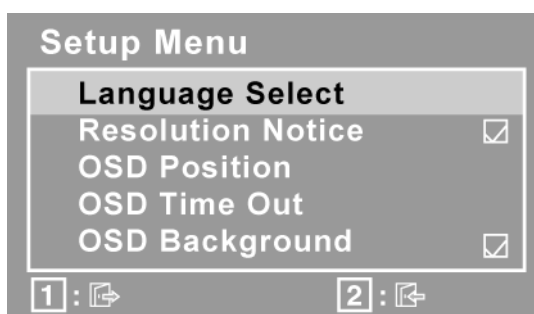 Setup Menu
Language Select
Resolution Notice
OSD Position
OSD Time Out
OSD Background
1 : 2 :